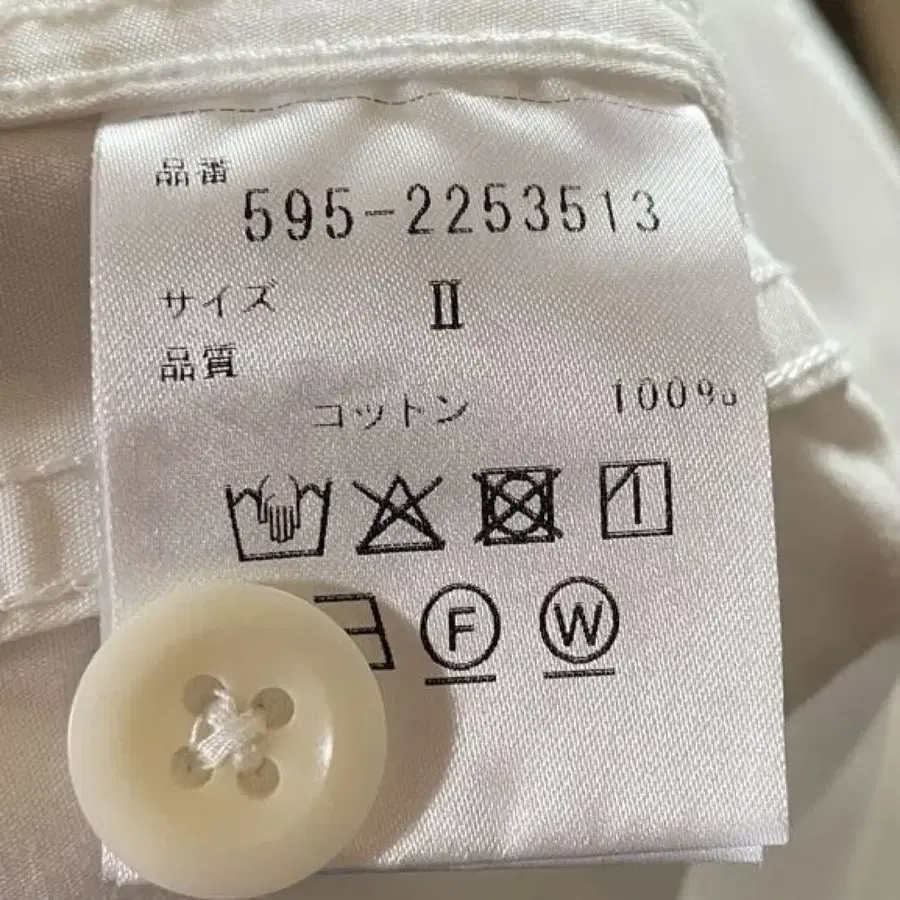 品番
595-2253513
サイズ II
品質
コットン 100%
F W